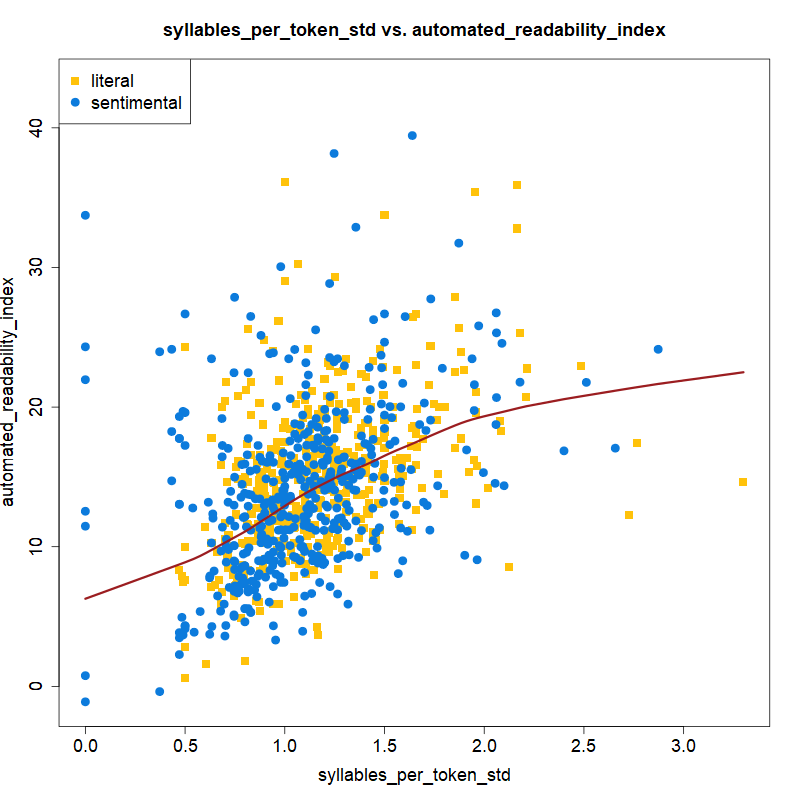 syllables_per_token_std vs. automated_readability_index
literal
sentimental
automated_readability_index
40
30
20
10
0
0.0 0.5 1.0 1.5 2.0 2.5 3.0
syllables_per_token_std